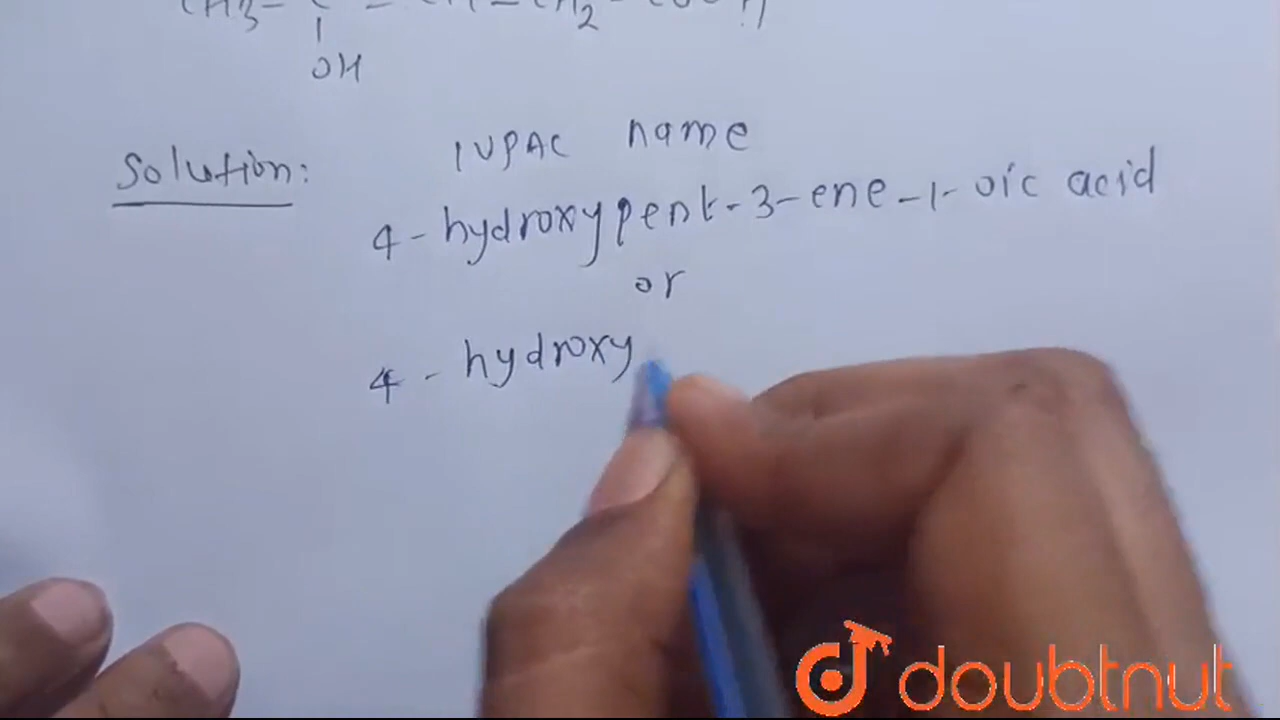 OH
Solution: IUPAC name
4-hydroxypent-3-ene-1-oic acid
or
4-hydroxy
doubtnut